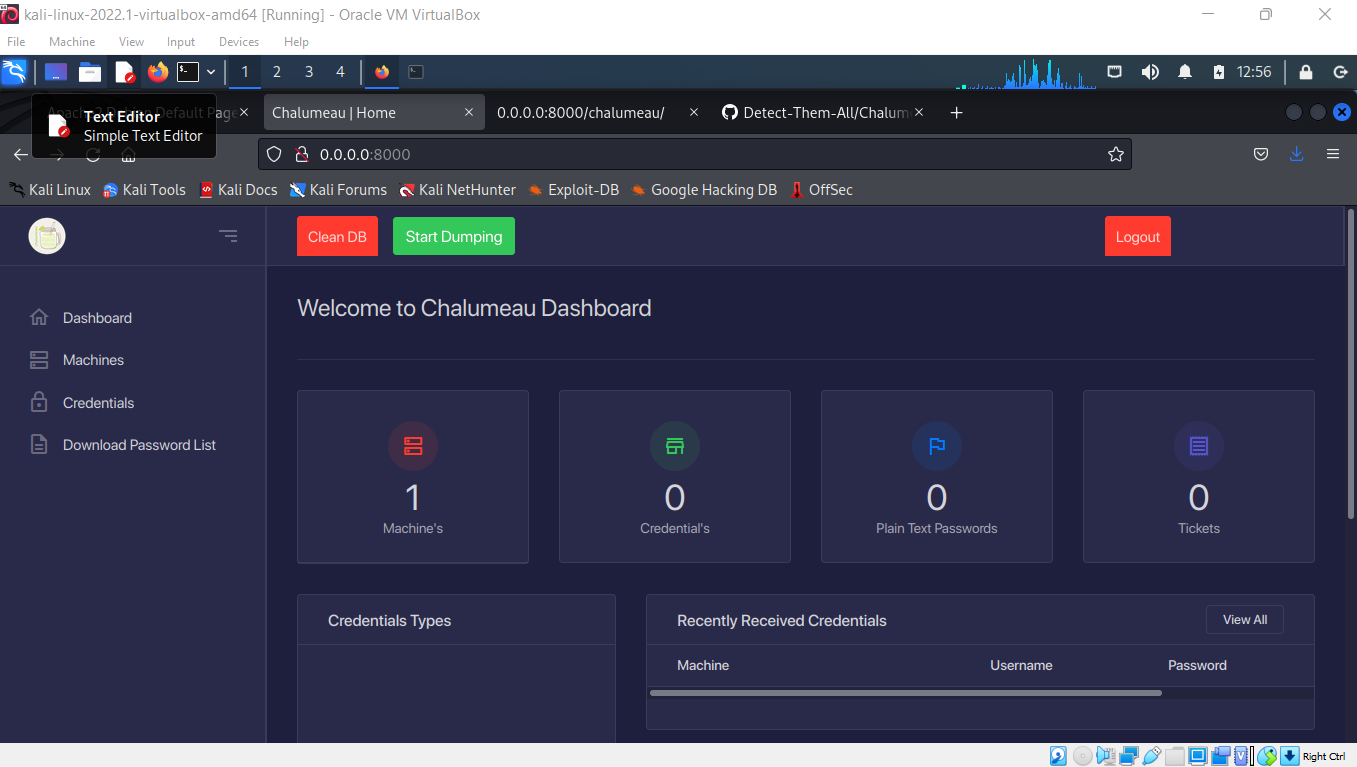 kali-linux-2022.1-virtualbox-amd64 [Running] - Oracle VM VirtualBox
File Machine View Input Devices Help
1 2 3 4 12:56
Default Page Chalumeau | Home 0.0.0.0:8000/chalumeau/ Detect-Them-All/Chalum
Text Editor
Simple Text Editor
0.0.0.0:8000
Kali Linux Kali Tools Kali Docs Kali Forums Kali NetHunter Exploit-DB Google Hacking DB OffSec
Clean DB Start Dumping Logout
Welcome to Chalumeau Dashboard
Dashboard
Machines
Credentials
Download Password List
1 0 0 0
Machine's Credential's Plain Text Passwords Tickets
Credentials Types
Recently Received Credentials View All
Machine Username Password
Right Ctrl